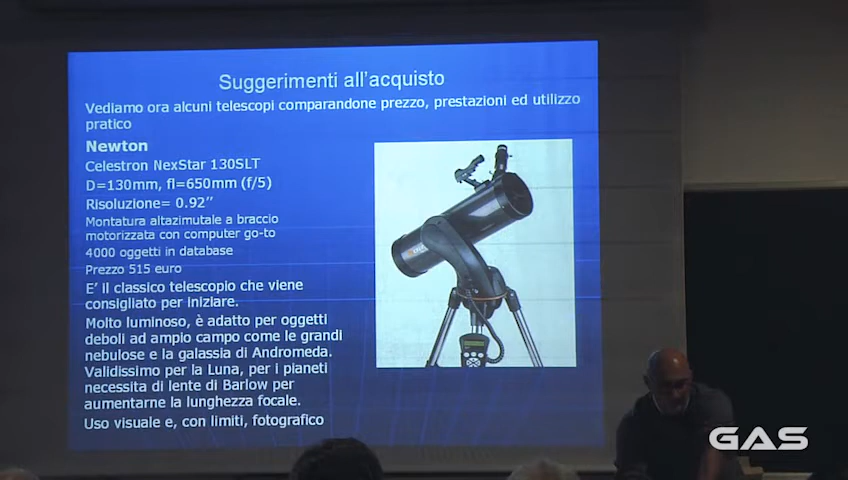 Suggerimenti all'acquisto
Vediamo ora alcuni telescopi comparandone prezzo, prestazioni ed utilizzo
pratico
Newton
Celestron NexStar 130SLT
D=130mm, fl=650mm (f/5)
Risoluzione= 0.92’’
Montatura altazimutale a braccio
motorizzata con computer go-to
4000 oggetti in database
Prezzo 515 euro
E’ il classico telescopio che viene
consigliato per iniziare.
Molto luminoso, è adatto per oggetti
deboli ad ampio campo come le grandi
nebulose e la galassia di Andromeda.
Validissimo per la Luna, per i pianeti
necessita di lente di Barlow per
aumentarne la lunghezza focale.
Uso visuale e, con limiti, fotografico
GAS